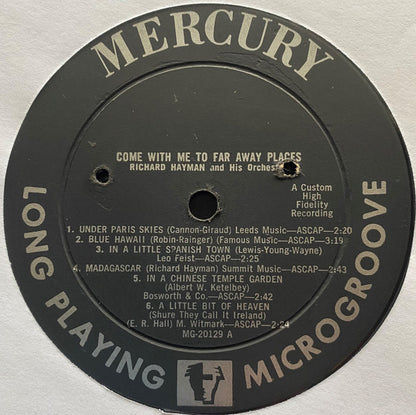 MERCURY
COME WITH ME TO FAR AWAY PLACES
RICHARD HAYMAN and His Orchest
A Custom
High
Fidelity
Recording
1. UNDER PARIS SKIES (Cannon-Giraud) Leeds Music—ASCAP—2:20
2. BLUE HAWAII (Robin-Rainger) (Famous Music—ASCAP—3:19
3. IN A LITTLE SPANISH TOWN (Lewis-Young-Wayne)
Leo Feist—ASCAP—2:25
4. MADAGASCAR (Richard Hayman) Summit Music—ASCAP—2:43
5. IN A CHINESE TEMPLE GARDEN
(Albert W. Ketelbey)
Bosworth & Co.—ASCAP—2:42
6. A LITTLE BIT OF HEAVEN
(Shure They Call It Ireland)
(E. R. Hall) M. Witmark—ASCAP—2:24
MG-20129 A
LONG PLAYING MICROGROOVE